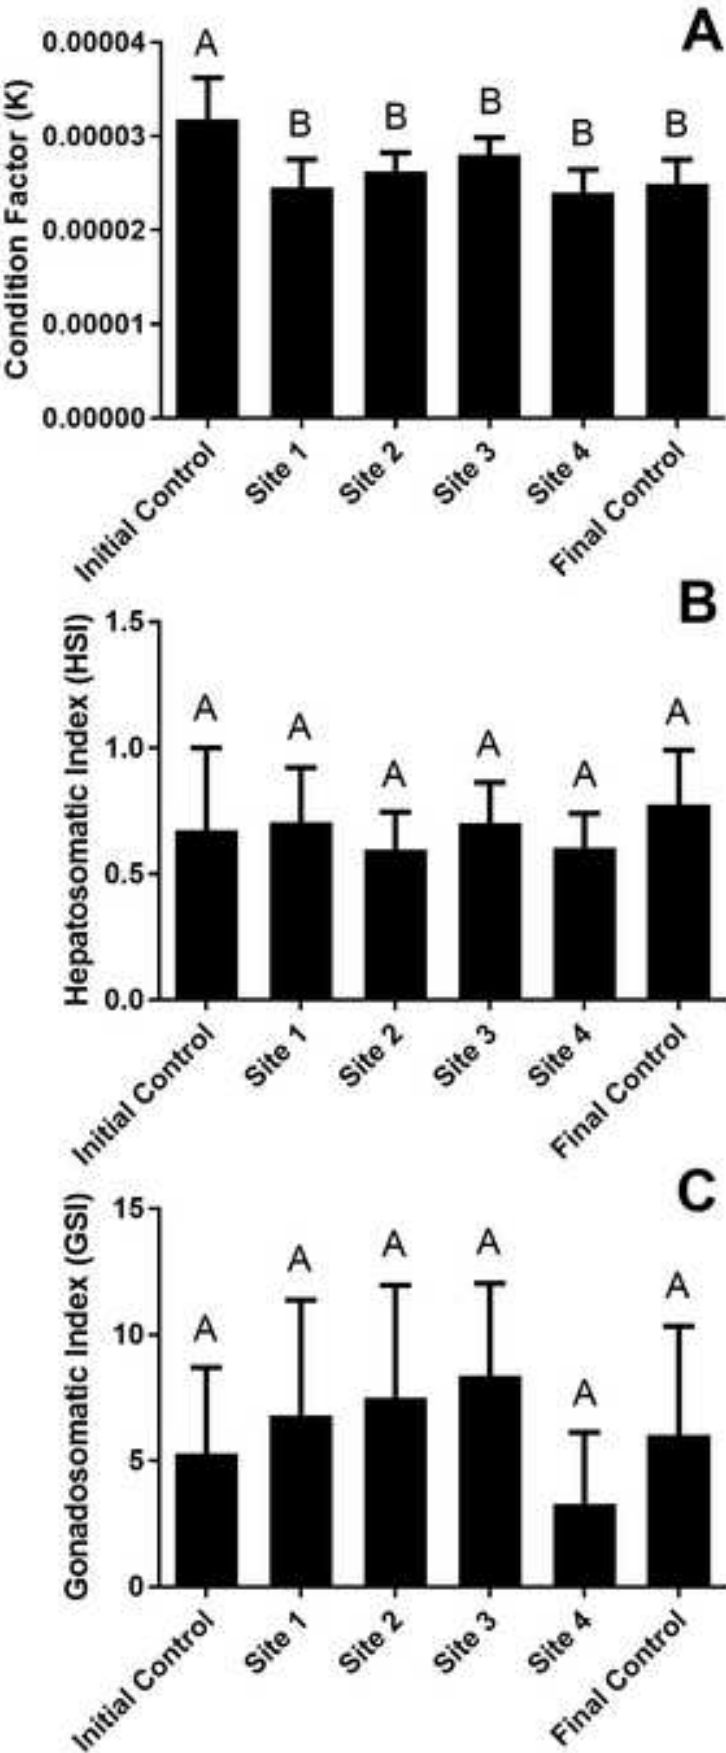 A
Condition Factor (K)
0.00004
0.00003
0.00002
0.00001
0.00000
A
B
B
B
B
B
Initial Control
Site 1
Site 2
Site 3
Site 4
Final Control
B
Hepatosomatic Index (HSI)
1.5
1.0
0.5
0.0
A
A
A
A
A
A
Initial Control
Site 1
Site 2
Site 3
Site 4
Final Control
C
Gonadosomatic Index (GSI)
15
10
5
0
A
A
A
A
A
A
Initial Control
Site 1
Site 2
Site 3
Site 4
Final Control